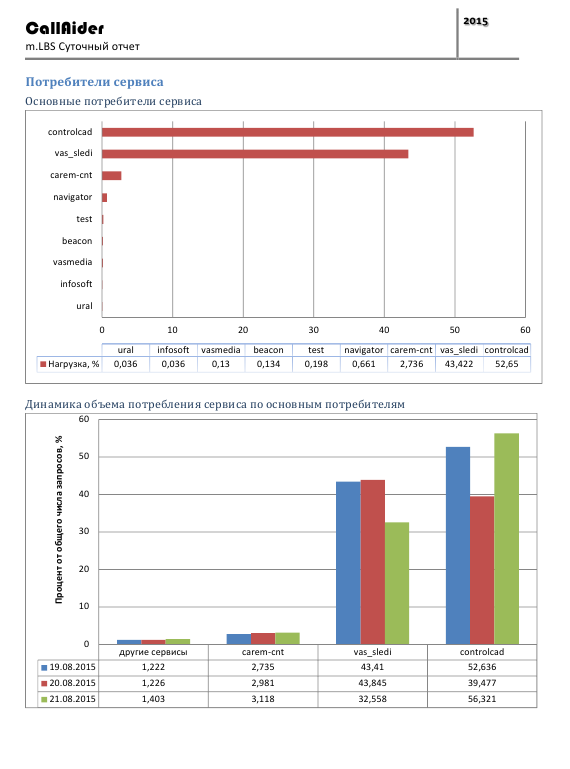 CallAider
2015
m.LBS Суточный отчет
Потребители сервиса
Основные потребители сервиса
controlcad
vas_sledi
carem-cnt
navigator
test
beacon
vasmedia
infosoft
ural
0 10 20 30 40 50 60
ural infosoft vasmedia beacon test navigator carem-cnt vas_sledi controlcad
Нагрузка, % 0,036 0,036 0,13 0,134 0,198 0,661 2,736 43,422 52,65
Динамика объема потребления сервиса по основным потребителям
Процент от общего числа запросов, %
60
50
40
30
20
10
0
другие сервисы carem-cnt vas_sledi controlcad
19.08.2015 1,222 2,735 43,41 52,636
20.08.2015 1,226 2,981 43,845 39,477
21.08.2015 1,403 3,118 32,558 56,321